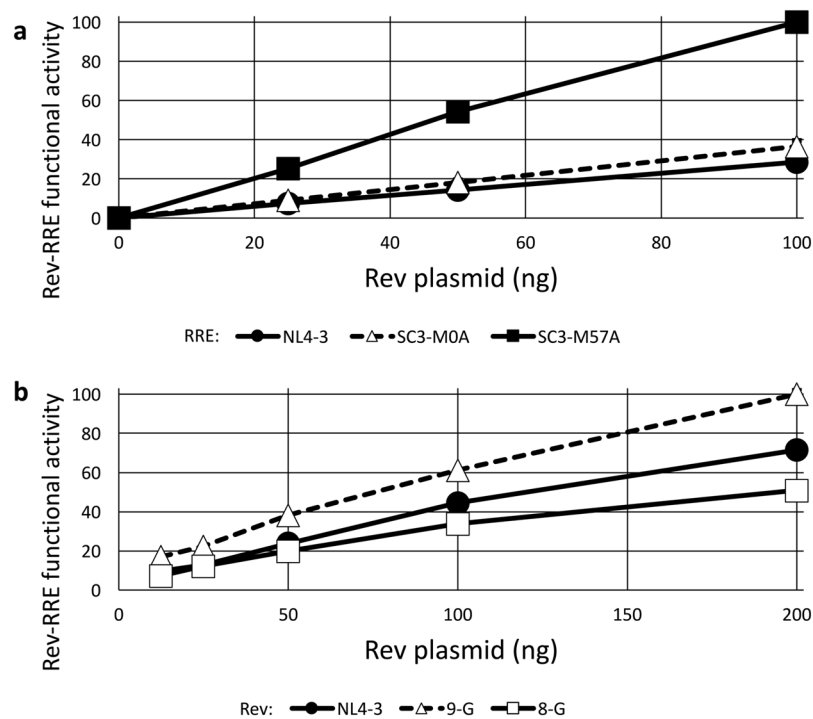 a
Rev-RRE functional activity
100
80
60
40
20
0
0 20 40 60 80 100
Rev plasmid (ng)
RRE: NL4-3 SC3-M0A SC3-M57A
b
Rev-RRE functional activity
100
80
60
40
20
0
0 50 100 150 200
Rev plasmid (ng)
Rev: NL4-3 9-G 8-G